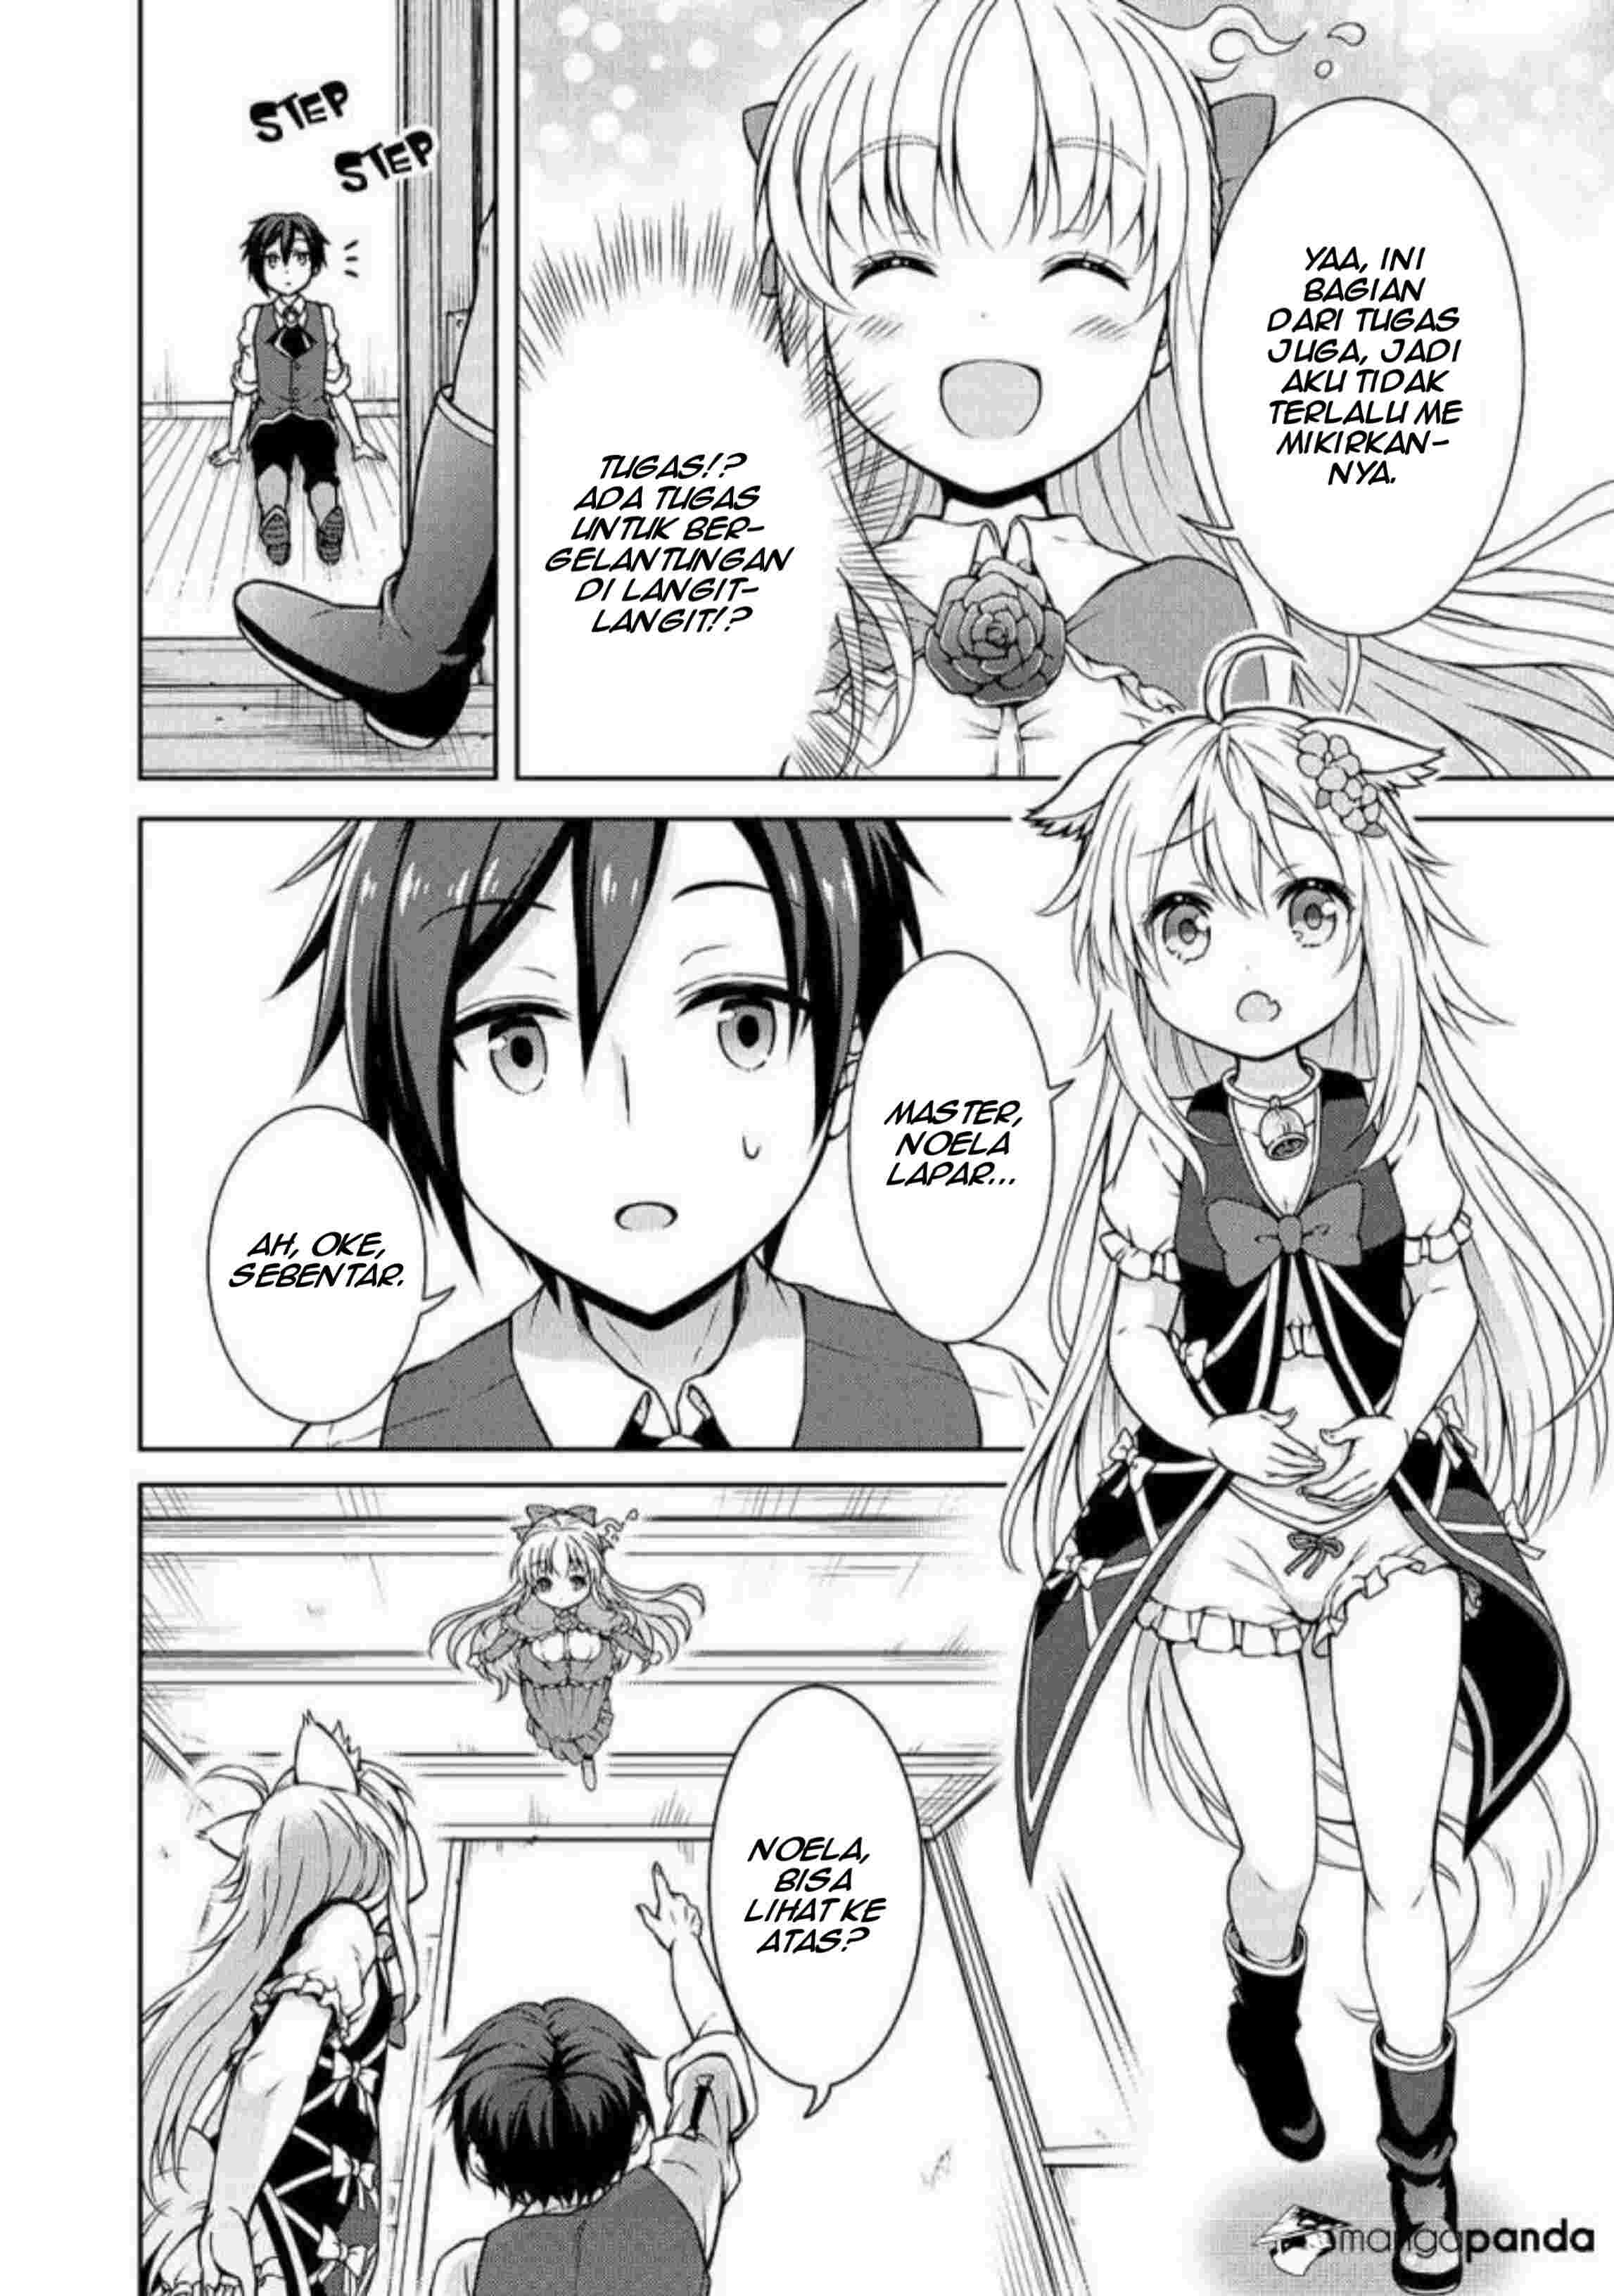 YAA, INI
BAGIAN
DARI TUGAS
JUGA, JADI
AKU TIDAK
TERLALU ME
MIKIRKAN-
NYA.
TUGAS!?
ADA TUGAS
UNTUK BER-
GELANTUNGAN
DI LANGIT-
LANGIT!?
STEP
STEP
MASTER,
NOELA
LAPAR...
AH, OKE,
SEBENTAR.
NOELA,
BISA
LIHAT KE
ATAS?
mangapanda